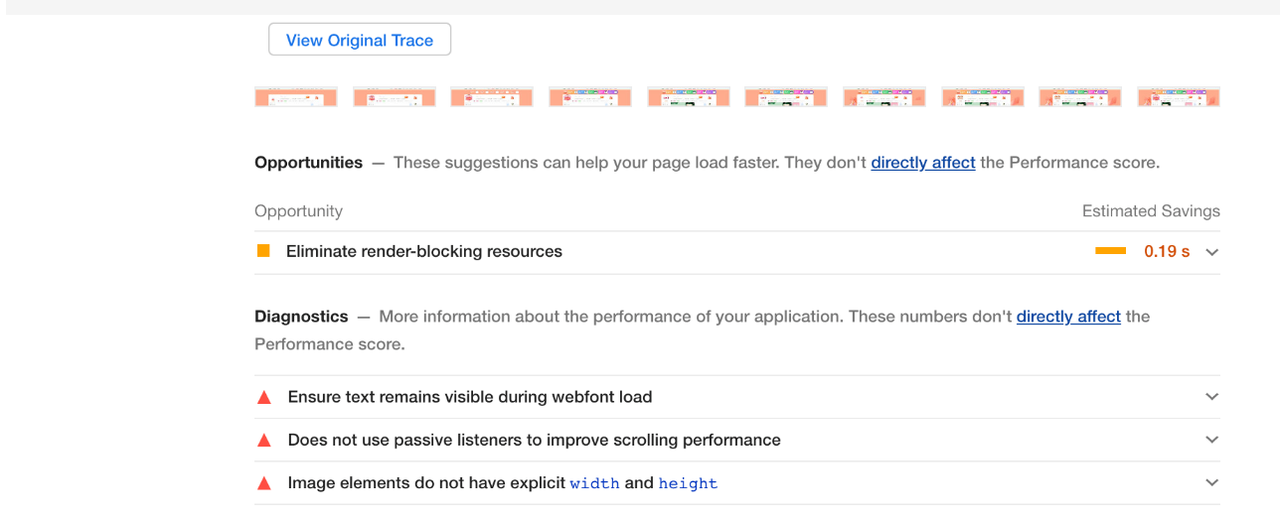 View Original Trace
Opportunities — These suggestions can help your page load faster. They don't directly affect the Performance score.
Opportunity Estimated Savings
Eliminate render-blocking resources 0.19 s
Diagnostics — More information about the performance of your application. These numbers don't directly affect the
Performance score.
Ensure text remains visible during webfont load
Does not use passive listeners to improve scrolling performance
Image elements do not have explicit width and height